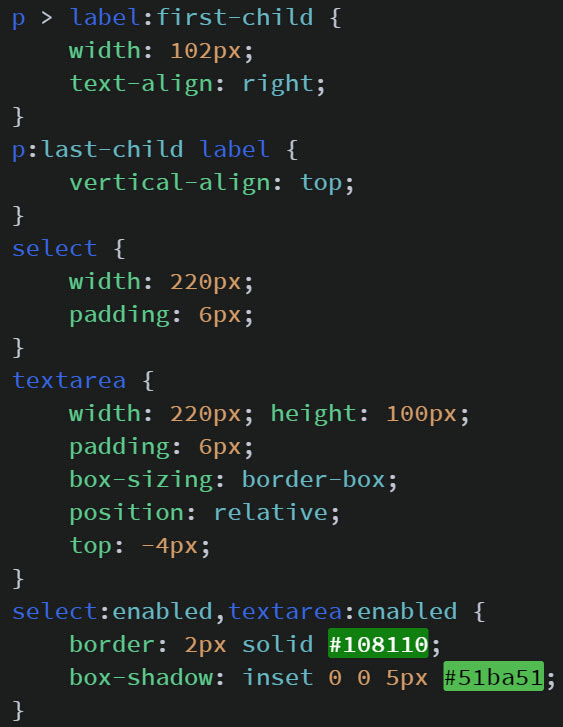 p > label:first-child {
    width: 102px;
    text-align: right;
}
p:last-child label {
    vertical-align: top;
}
select {
    width: 220px;
    padding: 6px;
}
textarea {
    width: 220px; height: 100px;
    padding: 6px;
    box-sizing: border-box;
    position: relative;
    top: -4px;
}
select:enabled,textarea:enabled {
    border: 2px solid #108110;
    box-shadow: inset 0 0 5px #51ba51;
}